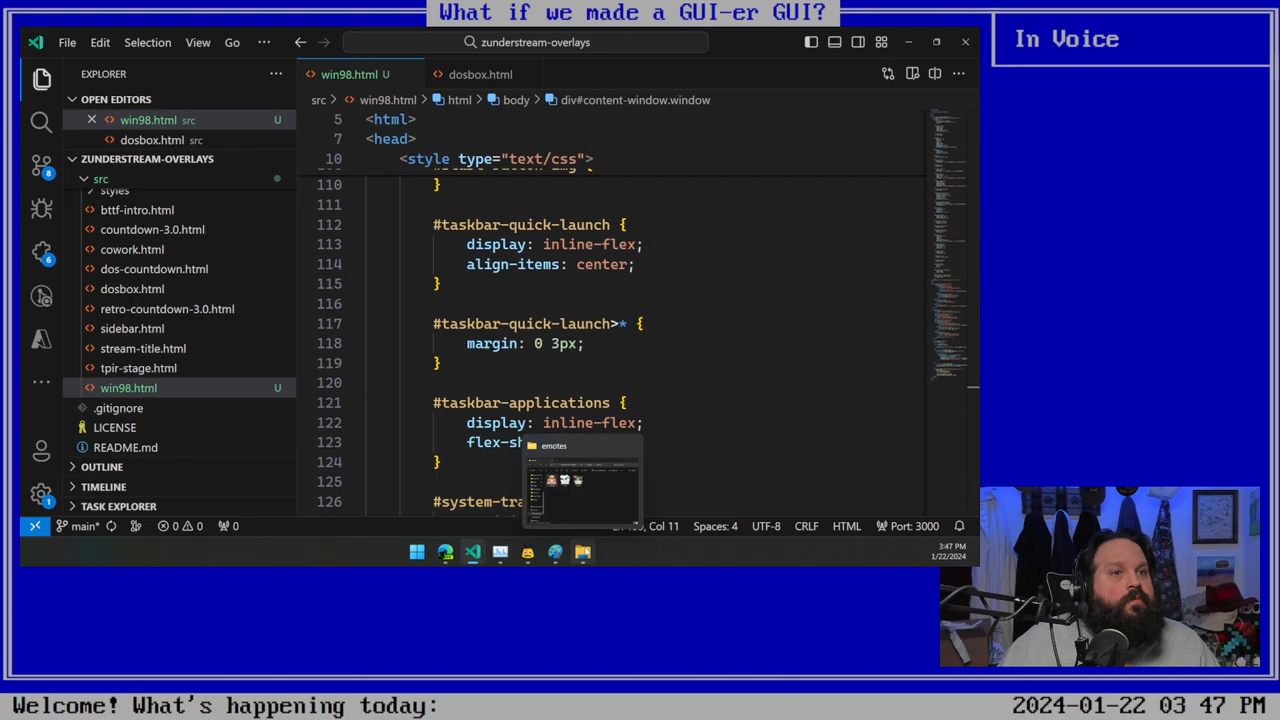 What if we made a GUI-er GUI?
In Voice
File Edit Selection View Go ··· zunderstream-overlays
EXPLORER ···
win98.html U dosbox.html
OPEN EDITORS
src > win98.html > html > body > div#content-window.window
win98.html src U
dosbox.html src
ZUNDERSTREAM-OVERLAYS
src
styles
bttf-intro.html
countdown-3.0.html
cowork.html
dos-countdown.html
dosbox.html
retro-countdown-3.0.html
sidebar.html
stream-title.html
tpir-stage.html
win98.html U
.gitignore
LICENSE
README.md
OUTLINE
TIMELINE
TASK EXPLORER
5 <html>
7 <head>
10 <style type="text/css">
110 }
111
112 #taskbar-quick-launch {
113 display: inline-flex;
114 align-items: center;
115 }
116
117 #taskbar-quick-launch>* {
118 margin: 0 3px;
119 }
120
121 #taskbar-applications {
122 display: inline-flex;
123 flex-sh
124 }
125
126 #system-tra
emotes
8
6
1
main* 0 0 0 Col 11 Spaces: 4 UTF-8 CRLF HTML Port: 3000
3:47 PM
1/22/2024
Welcome! What's happening today: 2024-01-22 03 47 PM